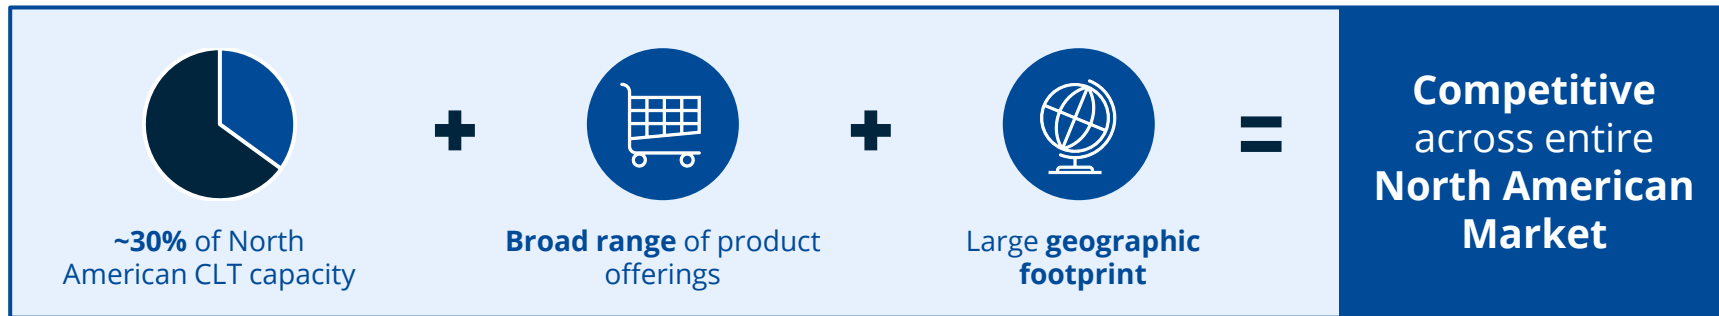 ~30% of North
American CLT capacity
+
Broad range of product
offerings
+
Large geographic
footprint
=
Competitive
across entire
North American
Market